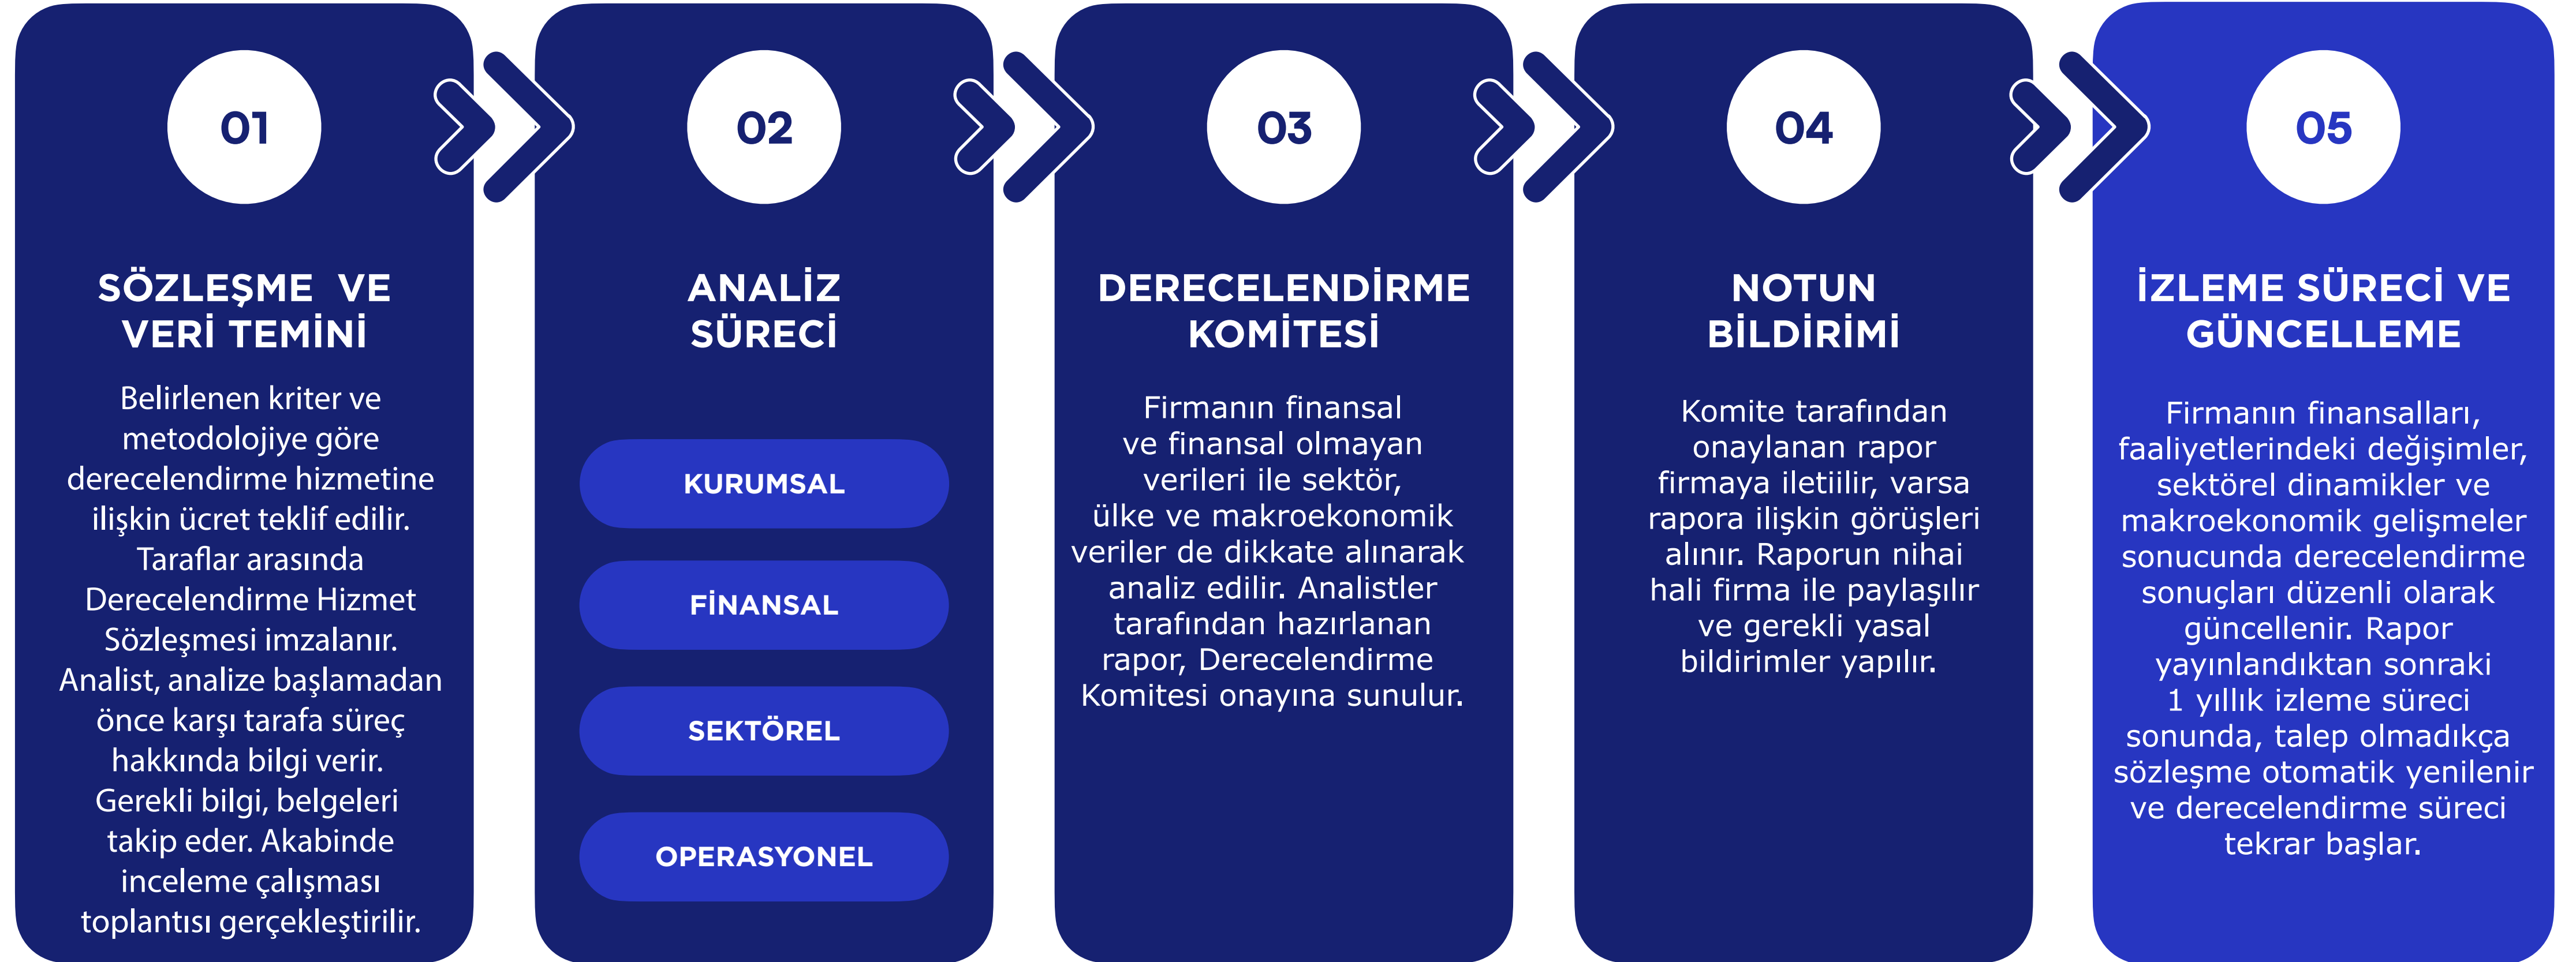 01
SÖZLEŞME VE
VERİ TEMİNİ
Belirlenen kriter ve
metodolojiye göre
derecelendirme hizmetine
ilişkin ücret teklif edilir.
Taraflar arasında
Derecelendirme Hizmet
Sözleşmesi imzalanır.
Analist, analize başlamadan
önce karşı tarafa süreç
hakkında bilgi verir.
Gerekli bilgi, belgeleri
takip eder. Akabinde
inceleme çalışması
toplantısı gerçekleştirilir.
02
ANALİZ
SÜRECİ
KURUMSAL
FİNANSAL
SEKTÖREL
OPERASYONEL
03
DERECELENDİRME
KOMİTESİ
Firmanın finansal
ve finansal olmayan
verileri ile sektör,
ülke ve makroekonomik
veriler de dikkate alınarak
analiz edilir. Analistler
tarafından hazırlanan
rapor, Derecelendirme
Komitesi onayına sunulur.
04
NOTUN
BİLDİRİMİ
Komite tarafından
onaylanan rapor
firmaya iletiilir, varsa
rapora ilişkin görüşleri
alınır. Raporun nihai
hali firma ile paylaşılır
ve gerekli yasal
bildirimler yapılır.
05
İZLEME SÜRECİ VE
GÜNCELLEME
Firmanın finansalları,
faaliyetlerindeki değişimler,
sektörel dinamikler ve
makroekonomik gelişmeler
sonucunda derecelendirme
sonuçları düzenli olarak
güncellenir. Rapor
yayınlandıktan sonraki
1 yıllık izleme süreci
sonunda, talep olmadıkça
sözleşme otomatik yenilenir
ve derecelendirme süreci
tekrar başlar.